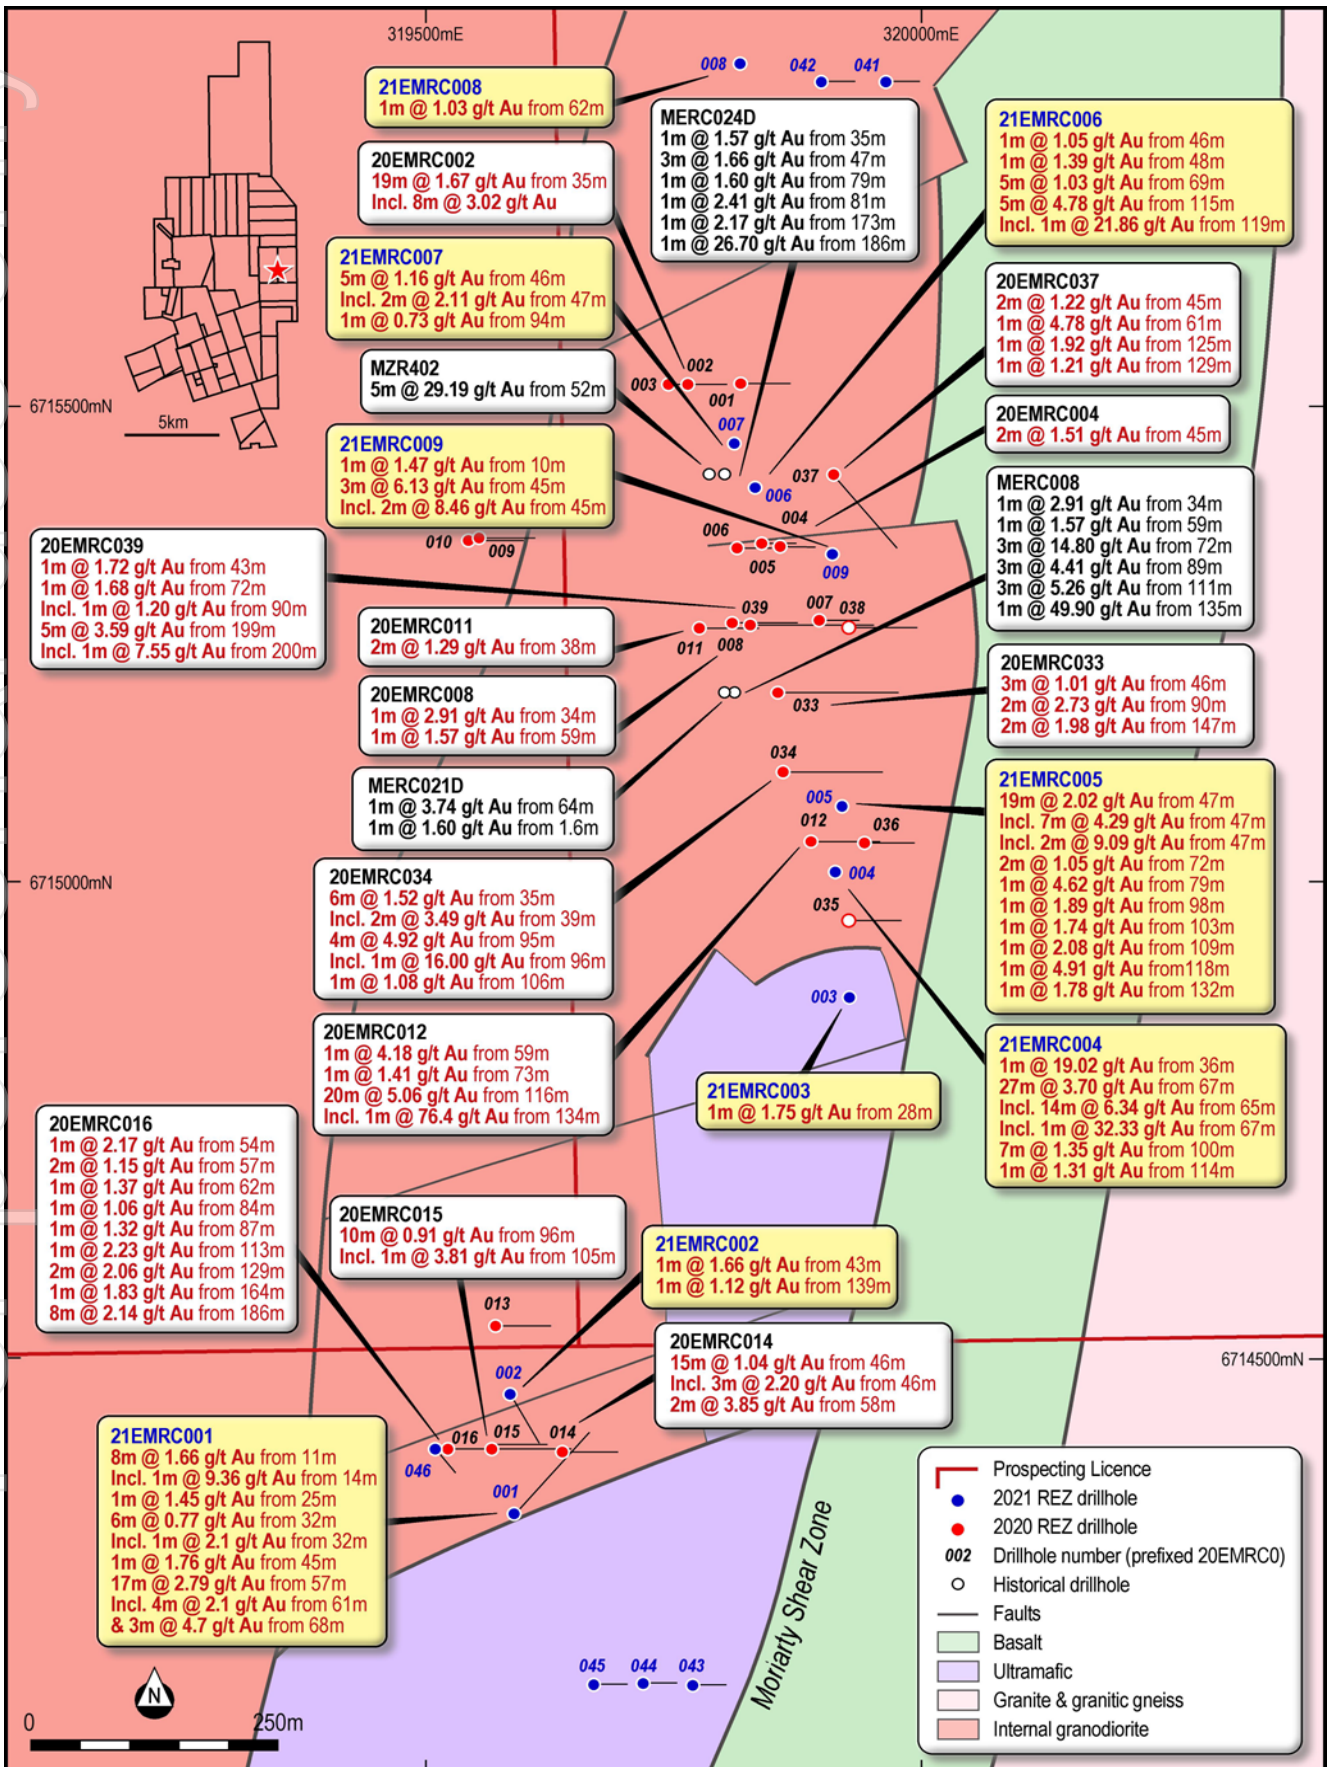 319500mE
320000mE
008
042
041
21EMRC008
1m @ 1.03 g/t Au from 62m
20EMRC002
19m @ 1.67 g/t Au from 35m
Incl. 8m @ 3.02 g/t Au
MERC024D
1m @ 1.57 g/t Au from 35m
3m @ 1.66 g/t Au from 47m
1m @ 1.60 g/t Au from 79m
1m @ 2.41 g/t Au from 81m
1m @ 2.17 g/t Au from 173m
1m @ 26.70 g/t Au from 186m
21EMRC006
1m @ 1.05 g/t Au from 46m
1m @ 1.39 g/t Au from 48m
5m @ 1.03 g/t Au from 69m
5m @ 4.78 g/t Au from 115m
Incl. 1m @ 21.86 g/t Au from 119m
21EMRC007
5m @ 1.16 g/t Au from 46m
Incl. 2m @ 2.11 g/t Au from 47m
1m @ 0.73 g/t Au from 94m
20EMRC037
2m @ 1.22 g/t Au from 45m
1m @ 4.78 g/t Au from 61m
1m @ 1.92 g/t Au from 125m
1m @ 1.21 g/t Au from 129m
MZR402
5m @ 29.19 g/t Au from 52m
002
003
001
6715500mN
5km
20EMRC004
2m @ 1.51 g/t Au from 45m
007
21EMRC009
1m @ 1.47 g/t Au from 10m
3m @ 6.13 g/t Au from 45m
Incl. 2m @ 8.46 g/t Au from 45m
037
006
MERC008
1m @ 2.91 g/t Au from 34m
1m @ 1.57 g/t Au from 59m
3m @ 14.80 g/t Au from 72m
3m @ 4.41 g/t Au from 89m
3m @ 5.26 g/t Au from 111m
1m @ 49.90 g/t Au from 135m
004
006
005
009
010
009
20EMRC039
1m @ 1.72 g/t Au from 43m
1m @ 1.68 g/t Au from 72m
Incl. 1m @ 1.20 g/t Au from 90m
5m @ 3.59 g/t Au from 199m
Incl. 1m @ 7.55 g/t Au from 200m
039
007
038
011
008
20EMRC011
2m @ 1.29 g/t Au from 38m
20EMRC008
1m @ 2.91 g/t Au from 34m
1m @ 1.57 g/t Au from 59m
033
20EMRC033
3m @ 1.01 g/t Au from 46m
2m @ 2.73 g/t Au from 90m
2m @ 1.98 g/t Au from 147m
MERC021D
1m @ 3.74 g/t Au from 64m
1m @ 1.60 g/t Au from 1.6m
034
005
012
036
004
035
21EMRC005
19m @ 2.02 g/t Au from 47m
Incl. 7m @ 4.29 g/t Au from 47m
Incl. 2m @ 9.09 g/t Au from 47m
2m @ 1.05 g/t Au from 72m
1m @ 4.62 g/t Au from 79m
1m @ 1.89 g/t Au from 98m
1m @ 1.74 g/t Au from 103m
1m @ 2.08 g/t Au from 109m
1m @ 4.91 g/t Au from118m
1m @ 1.78 g/t Au from 132m
20EMRC034
6m @ 1.52 g/t Au from 35m
Incl. 2m @ 3.49 g/t Au from 39m
4m @ 4.92 g/t Au from 95m
Incl. 1m @ 16.00 g/t Au from 96m
1m @ 1.08 g/t Au from 106m
6715000mN
003
20EMRC012
1m @ 4.18 g/t Au from 59m
1m @ 1.41 g/t Au from 73m
20m @ 5.06 g/t Au from 116m
Incl. 1m @ 76.4 g/t Au from 134m
21EMRC004
1m @ 19.02 g/t Au from 36m
27m @ 3.70 g/t Au from 67m
Incl. 14m @ 6.34 g/t Au from 65m
Incl. 1m @ 32.33 g/t Au from 67m
7m @ 1.35 g/t Au from 100m
1m @ 1.31 g/t Au from 114m
21EMRC003
1m @ 1.75 g/t Au from 28m
20EMRC016
1m @ 2.17 g/t Au from 54m
2m @ 1.15 g/t Au from 57m
1m @ 1.37 g/t Au from 62m
1m @ 1.06 g/t Au from 84m
1m @ 1.32 g/t Au from 87m
1m @ 2.23 g/t Au from 113m
2m @ 2.06 g/t Au from 129m
1m @ 1.83 g/t Au from 164m
8m @ 2.14 g/t Au from 186m
20EMRC015
10m @ 0.91 g/t Au from 96m
Incl. 1m @ 3.81 g/t Au from 105m
21EMRC002
1m @ 1.66 g/t Au from 43m
1m @ 1.12 g/t Au from 139m
013
20EMRC014
15m @ 1.04 g/t Au from 46m
Incl. 3m @ 2.20 g/t Au from 46m
2m @ 3.85 g/t Au from 58m
6714500mN
002
016
015
014
046
001
21EMRC001
8m @ 1.66 g/t Au from 11m
Incl. 1m @ 9.36 g/t Au from 14m
1m @ 1.45 g/t Au from 25m
6m @ 0.77 g/t Au from 32m
Incl. 1m @ 2.1 g/t Au from 32m
1m @ 1.76 g/t Au from 45m
17m @ 2.79 g/t Au from 57m
Incl. 4m @ 2.1 g/t Au from 61m
& 3m @ 4.7 g/t Au from 68m
Moriarty Shear Zone
Prospecting Licence
2021 REZ drillhole
2020 REZ drillhole
002 Drillhole number (prefixed 20EMRC0)
Historical drillhole
Faults
Basalt
Ultramafic
Granite & granitic gneiss
Internal granodiorite
045
044
043
N
0
250m